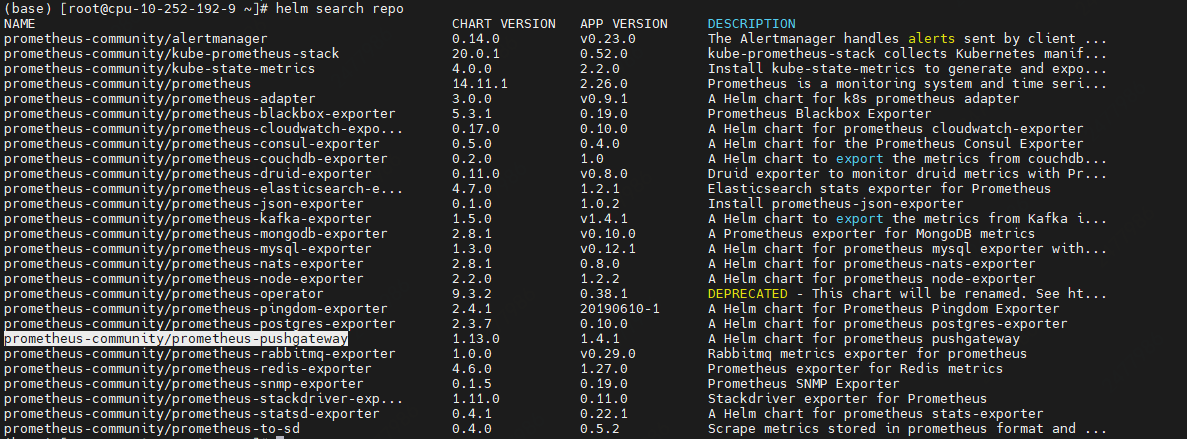 (base) [root@cpu-10-252-192-9 ~]# helm search repo
NAME CHART VERSION APP VERSION DESCRIPTION
prometheus-community/alertmanager 0.14.0 v0.23.0 The Alertmanager handles alerts sent by client ...
prometheus-community/kube-prometheus-stack 20.0.1 0.52.0 kube-prometheus-stack collects Kubernetes manif...
prometheus-community/kube-state-metrics 4.0.0 2.2.0 Install kube-state-metrics to generate and expo...
prometheus-community/prometheus 14.11.1 2.26.0 Prometheus is a monitoring system and time seri...
prometheus-community/prometheus-adapter 3.0.0 v0.9.1 A Helm chart for k8s prometheus adapter
prometheus-community/prometheus-blackbox-exporter 5.3.1 0.19.0 Prometheus Blackbox Exporter
prometheus-community/prometheus-cloudwatch-expo... 0.17.0 0.10.0 A Helm chart for prometheus cloudwatch-exporter
prometheus-community/prometheus-consul-exporter 0.5.0 0.4.0 A Helm chart for the Prometheus Consul Exporter
prometheus-community/prometheus-couchdb-exporter 0.2.0 1.0 A Helm chart to export the metrics from couchdb...
prometheus-community/prometheus-druid-exporter 0.11.0 v0.8.0 Druid exporter to monitor druid metrics with Pr...
prometheus-community/prometheus-elasticsearch-e... 4.7.0 1.2.1 Elasticsearch stats exporter for Prometheus
prometheus-community/prometheus-json-exporter 0.1.0 1.0.2 Install prometheus-json-exporter
prometheus-community/prometheus-kafka-exporter 1.5.0 v1.4.1 A Helm chart to export the metrics from Kafka i...
prometheus-community/prometheus-mongodb-exporter 2.8.1 v0.10.0 A Prometheus exporter for MongoDB metrics
prometheus-community/prometheus-mysql-exporter 1.3.0 v0.12.1 A Helm chart for prometheus mysql exporter with...
prometheus-community/prometheus-nats-exporter 2.8.1 0.8.0 A Helm chart for prometheus-nats-exporter
prometheus-community/prometheus-node-exporter 2.2.0 1.2.2 A Helm chart for prometheus node-exporter
prometheus-community/prometheus-operator 9.3.2 0.38.1 DEPRECATED - This chart will be renamed. See ht...
prometheus-community/prometheus-pingdom-exporter 2.4.1 20190610-1 A Helm chart for Prometheus Pingdom Exporter
prometheus-community/prometheus-postgres-exporter 2.3.7 0.10.0 A Helm chart for prometheus postgres-exporter
prometheus-community/prometheus-pushgateway 1.13.0 1.4.1 A Helm chart for prometheus pushgateway
prometheus-community/prometheus-rabbitmq-exporter 1.0.0 v0.29.0 Rabbitmq metrics exporter for prometheus
prometheus-community/prometheus-redis-exporter 4.6.0 1.27.0 Prometheus exporter for Redis metrics
prometheus-community/prometheus-snmp-exporter 0.1.5 0.19.0 Prometheus SNMP Exporter
prometheus-community/prometheus-stackdriver-exp... 1.11.0 0.11.0 Stackdriver exporter for Prometheus
prometheus-community/prometheus-statsd-exporter 0.4.1 0.22.1 A Helm chart for prometheus stats-exporter
prometheus-community/prometheus-to-sd 0.4.0 0.5.2 Scrape metrics stored in prometheus format and ...